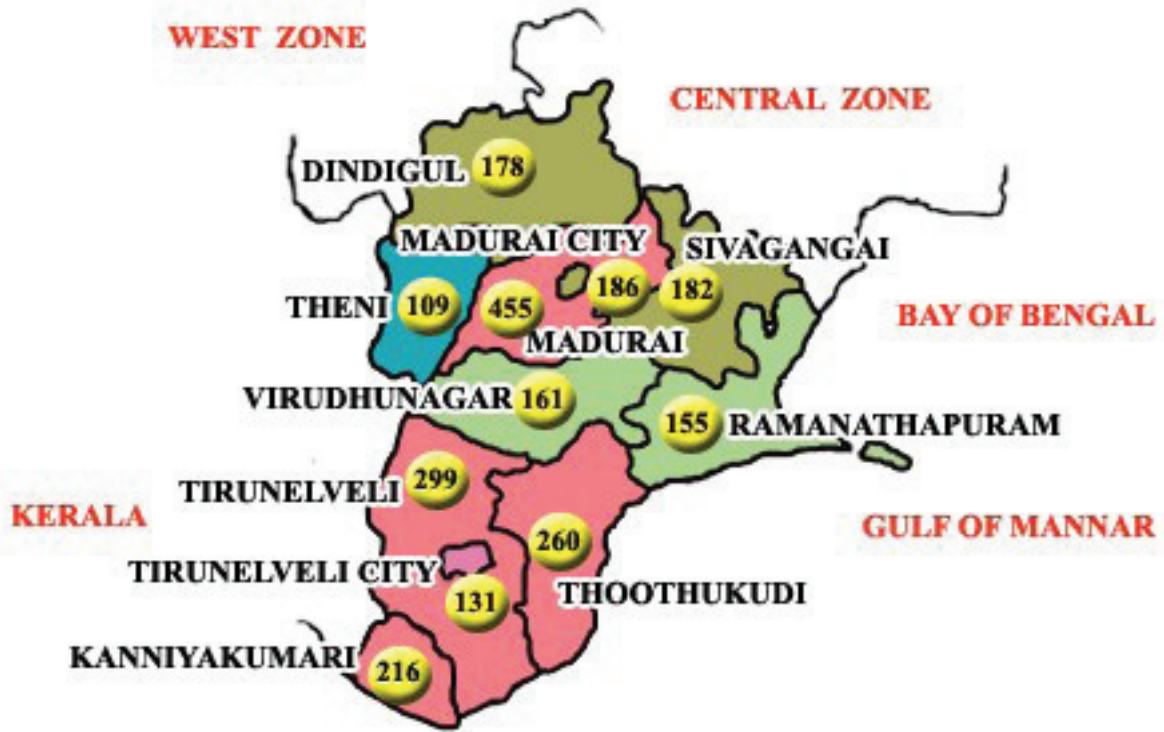 WEST ZONE
CENTRAL ZONE
DINDIGUL 178
MADURAI CITY
SIVAGANGAI
186 182
THENI 109 455
BAY OF BENGAL
MADURAI
VIRUDHUNAGAR 161
155 RAMANATHAPURAM
TIRUNELVELI 299
KERALA
GULF OF MANNAR
260
TIRUNELVELI CITY
THOOTHUKUDI
131
KANNIYAKUMARI 216